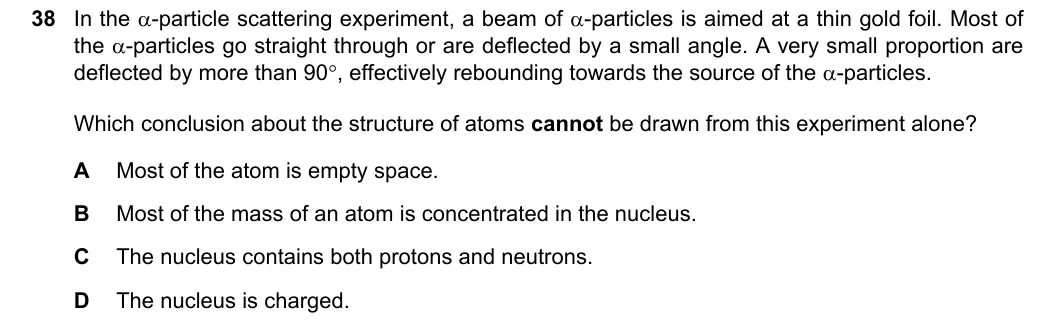 38 In the α-particle scattering experiment, a beam of α-particles is aimed at a thin gold foil. Most of
the α-particles go straight through or are deflected by a small angle. A very small proportion are
deflected by more than 90°, effectively rebounding towards the source of the α-particles.
Which conclusion about the structure of atoms cannot be drawn from this experiment alone?
A Most of the atom is empty space.
B Most of the mass of an atom is concentrated in the nucleus.
C The nucleus contains both protons and neutrons.
D The nucleus is charged.